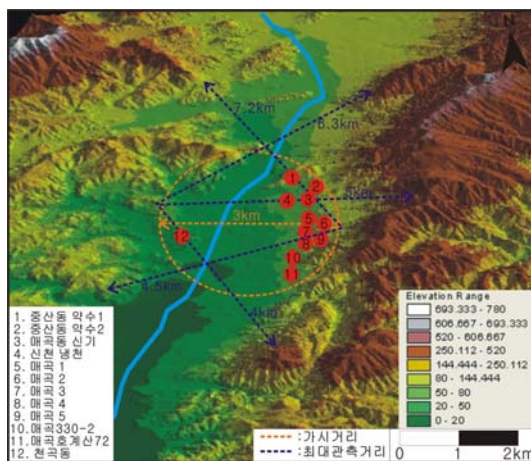 7.2km
6.3km
4km
3km
4.5km
4km
1
2
3
4
5
6
7
8
9
10
11
12
1. 중산동 약수1
2. 중산동 약수2
3. 매곡동 신기
4. 신천 냉천
5. 매곡 1
6. 매곡 2
7. 매곡 3
8. 매곡 4
9. 매곡 5
10.매곡330-2
11.매곡호계산72
12. 천곡동
Elevation Range
693.333 - 780
606.667 - 693.333
520 - 606.667
250.112 - 520
144.444 - 250.112
80 - 144.444
50 - 80
20 - 50
0 - 20
:가시거리
:최대관측거리
0 1 2km